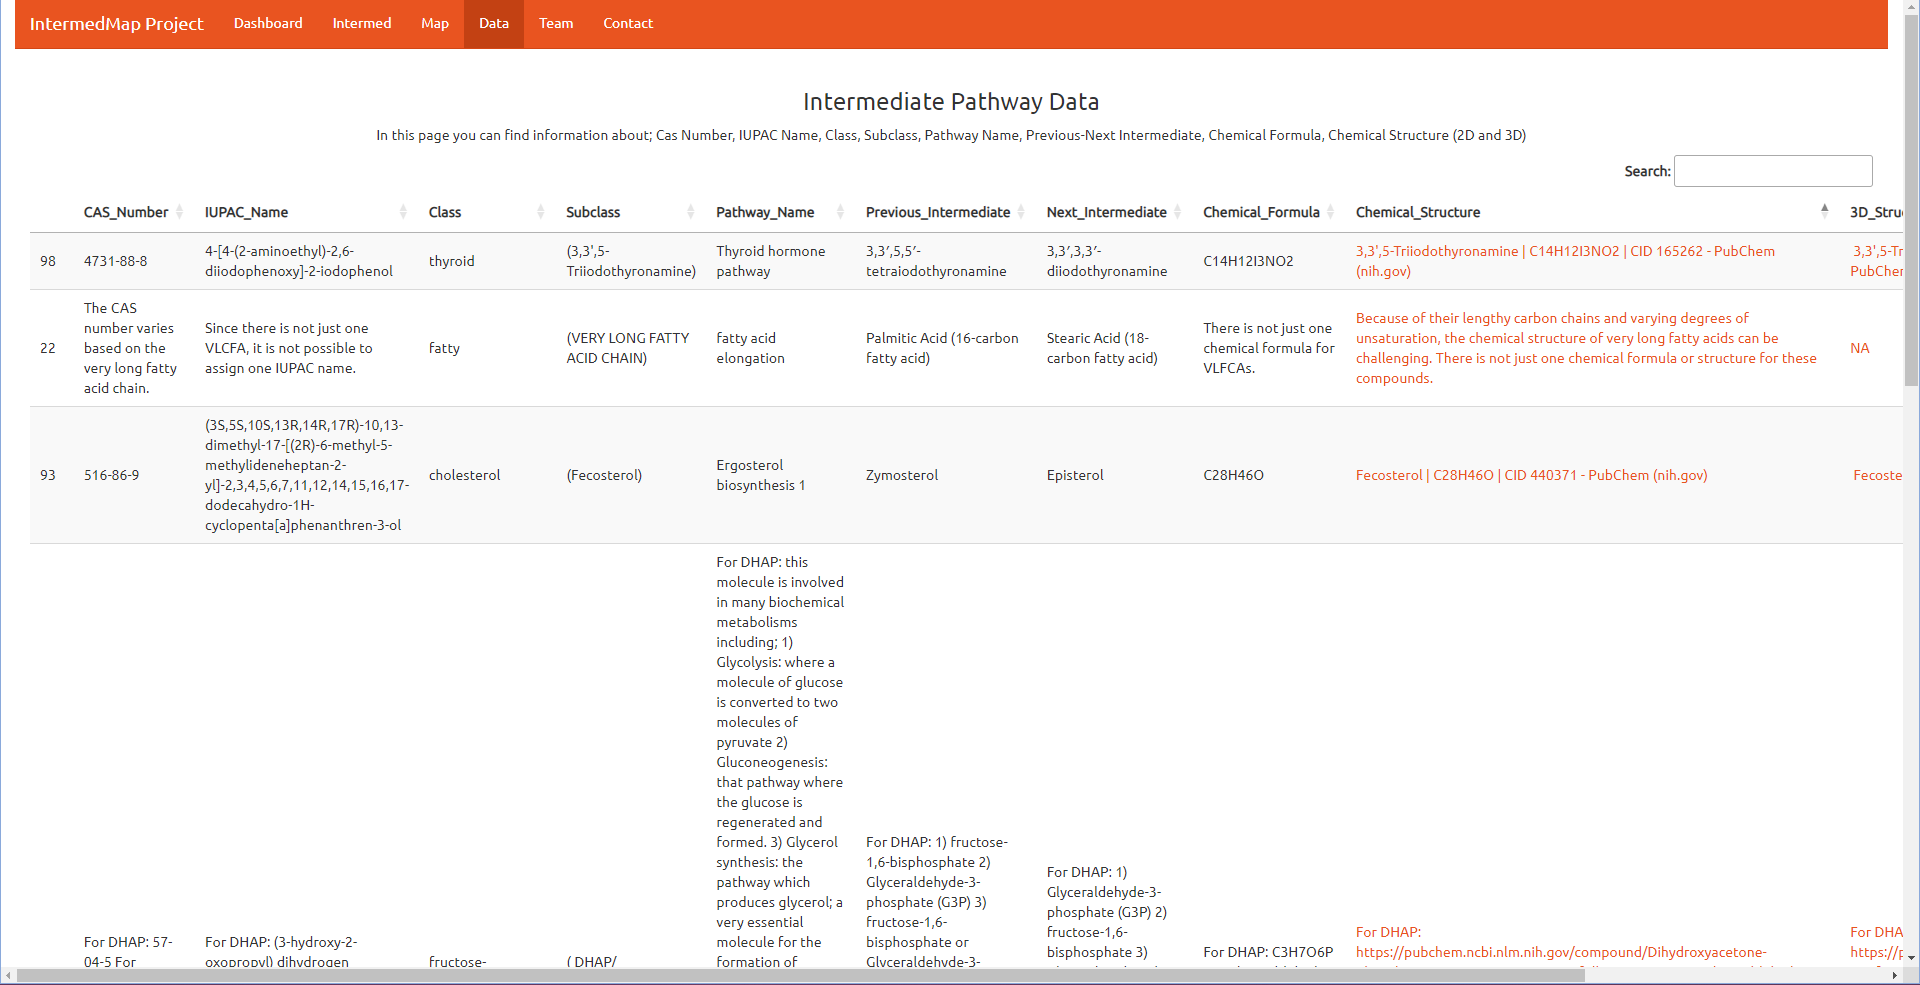 IntermedMap Project Dashboard Intermed Map Data Team Contact
Intermediate Pathway Data
In this page you can find information about; Cas Number, IUPAC Name, Class, Subclass, Pathway Name, Previous-Next Intermediate, Chemical Formula, Chemical Structure (2D and 3D)
Search:
CAS_Number IUPAC_Name Class Subclass Pathway_Name Previous_Intermediate Next_Intermediate Chemical_Formula Chemical_Structure 3D_Stru
98
4731-88-8
4-[4-(2-aminoethyl)-2,6-
diiodophenoxy]-2-iodophenol
thyroid
(3,3',5-
Triiodothyronamine)
Thyroid hormone
pathway
3,3′,5,5′-
tetraiodothyronamine
3,3′,3,3′-
diiodothyronamine
C14H12I3NO2
3,3',5-Triiodothyronamine | C14H12I3NO2 | CID 165262 - PubChem
(nih.gov)
3,3',5-Tr
PubChem
22
The CAS
number varies
based on the
very long fatty
acid chain.
Since there is not just one
VLCFA, it is not possible to
assign one IUPAC name.
fatty
(VERY LONG FATTY
ACID CHAIN)
fatty acid
elongation
Palmitic Acid (16-carbon
fatty acid)
Stearic Acid (18-
carbon fatty acid)
There is not just one
chemical formula for
VLFCAs.
Because of their lengthy carbon chains and varying degrees of
unsaturation, the chemical structure of very long fatty acids can be
challenging. There is not just one chemical formula or structure for these
compounds.
NA
93
516-86-9
(3S,5S,10S,13R,14R,17R)-10,13-
dimethyl-17-[(2R)-6-methyl-5-
methylideneheptan-2-
yl]-2,3,4,5,6,7,11,12,14,15,16,17-
dodecahydro-1H-
cyclopenta[a]phenanthren-3-ol
cholesterol
(Fecosterol)
Ergosterol
biosynthesis 1
Zymosterol
Episterol
C28H46O
Fecosterol | C28H46O | CID 440371 - PubChem (nih.gov)
Fecoste
For DHAP: 57-
04-5 For
For DHAP: (3-hydroxy-2-
oxopropyl) dihydrogen
fructose-
( DHAP/
For DHAP: this
molecule is involved
in many biochemical
metabolisms
including; 1)
Glycolysis: where a
molecule of glucose
is converted to two
molecules of
pyruvate 2)
Gluconeogenesis:
that pathway where
the glucose is
regenerated and
formed. 3) Glycerol
synthesis: the
pathway which
produces glycerol; a
very essential
molecule for the
formation of
For DHAP: 1) fructose-
1,6-bisphosphate 2)
Glyceraldehyde-3-
phosphate (G3P) 3)
fructose-1,6-
bisphosphate or
Glyceraldehyde-3-
For DHAP: 1)
Glyceraldehyde-3-
phosphate (G3P) 2)
fructose-1,6-
bisphosphate 3)
For DHAP: C3H7O6P
For DHAP:
https://pubchem.ncbi.nlm.nih.gov/compound/Dihydroxyacetone-
For DHA
https://p